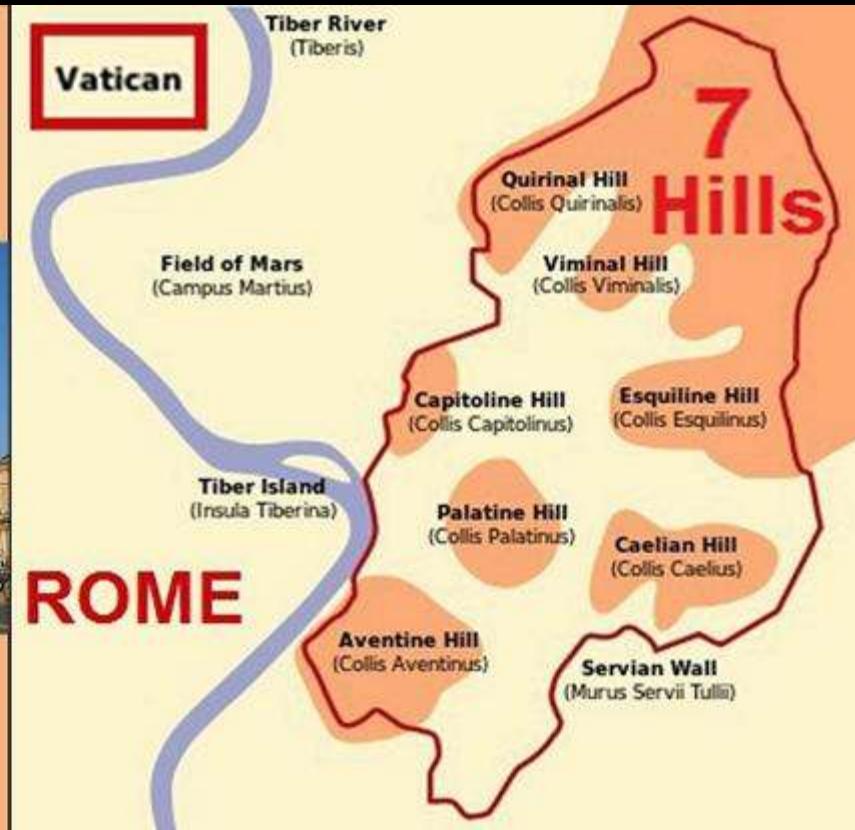 Tiber River
(Tiberis)
Vatican
7
Hills
Quirinal Hill
(Collis Quirinalis)
Field of Mars
(Campus Martius)
Viminal Hill
(Collis Viminalis)
Capitoline Hill
(Collis Capitolinus)
Esquiline Hill
(Collis Esquilinus)
Tiber Island
(Insula Tiberina)
Palatine Hill
(Collis Palatinus)
Caelian Hill
(Collis Caelius)
ROME
Aventine Hill
(Collis Aventinus)
Servian Wall
(Murus Servii Tullii)